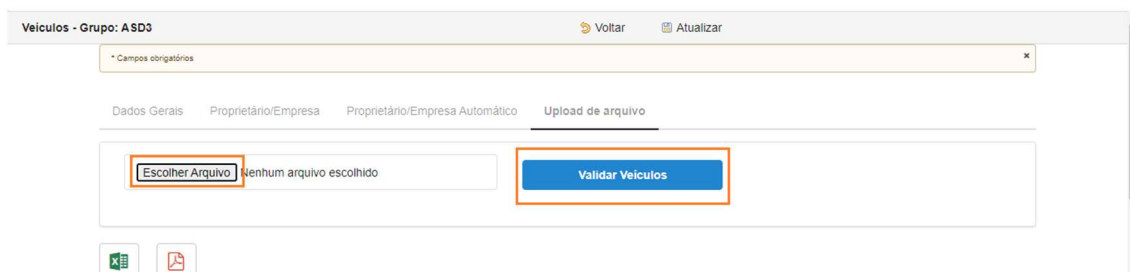 Veiculos - Grupo: ASD3 Voltar Atualizar
* Campos obrigatórios ×
Dados Gerais Proprietário/Empresa Proprietário/Empresa Automático Upload de arquivo
Escolher Arquivo Nenhum arquivo escolhido Validar Veículos